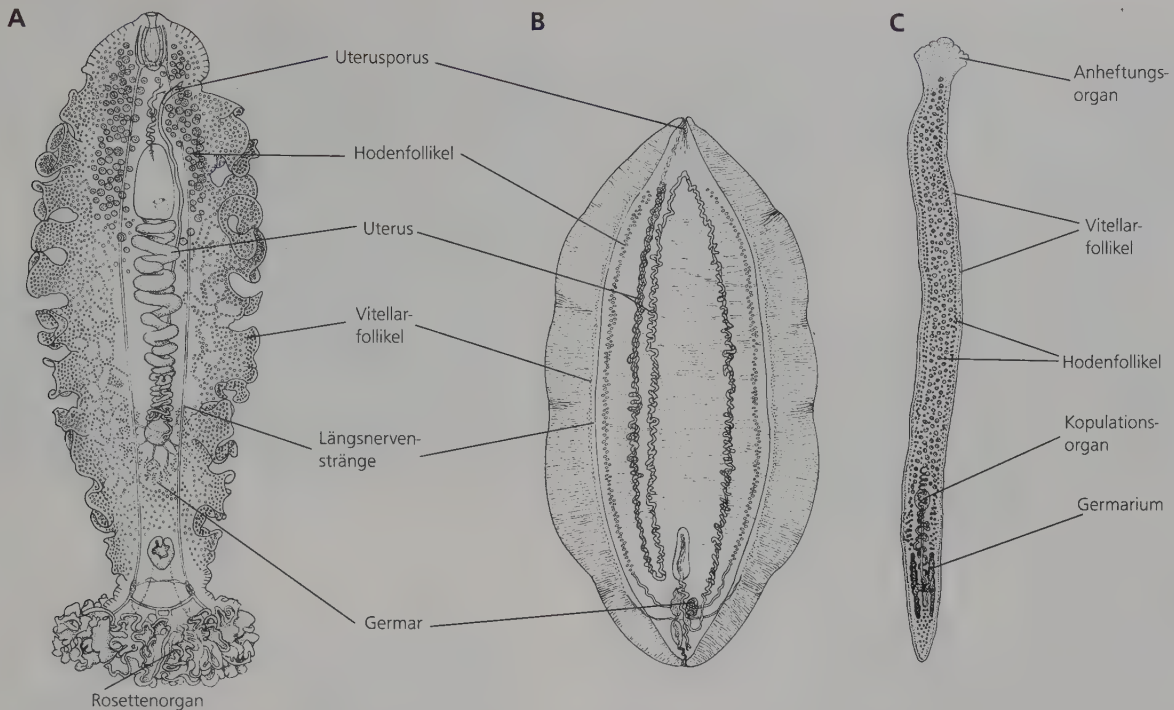 A
B
C
Uterusporus
Hodenfollikel
Uterus
Vitellar-
follikel
Längsnerven-
stränge
Germar
Rosettenorgan
Anheftungs-
organ
Vitellar-
follikel
Hodenfollikel
Kopulations-
organ
Germarium